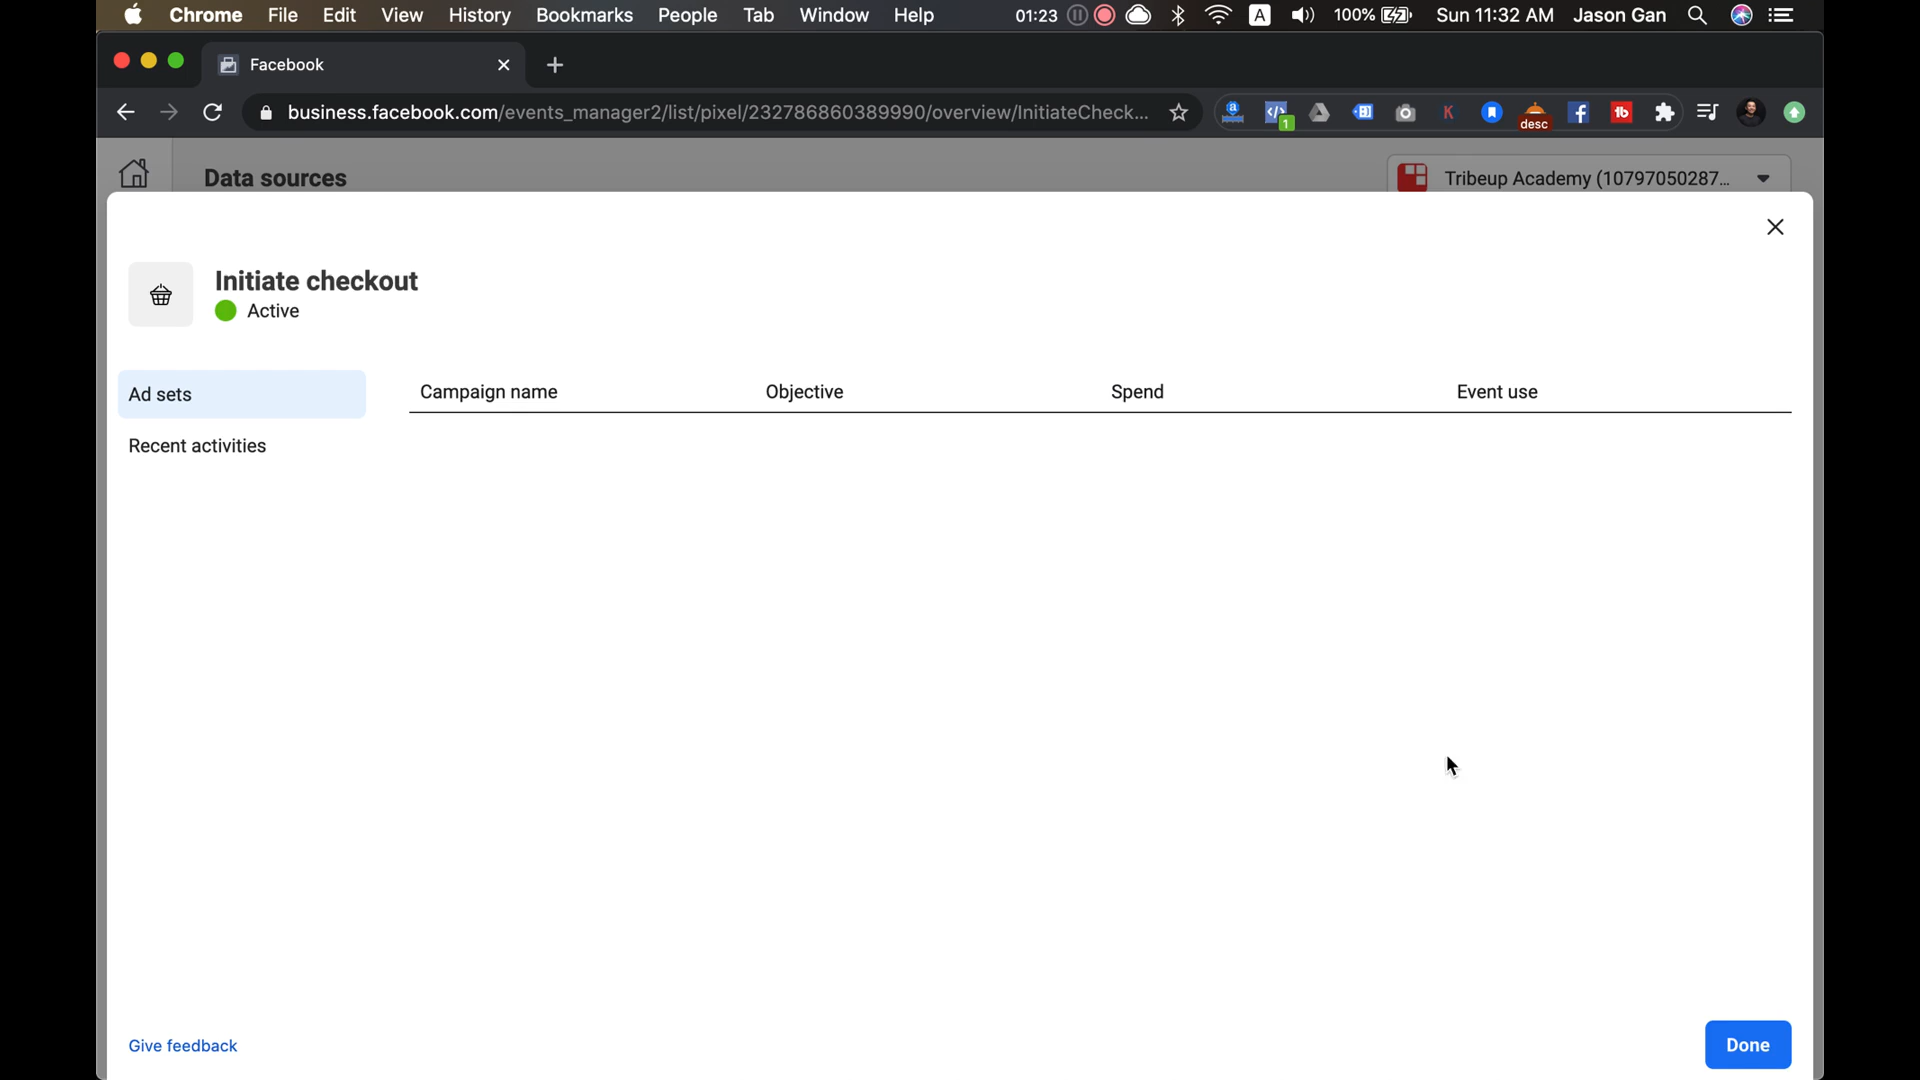 Chrome File Edit View History Bookmarks People Tab Window Help 01:23 A 100% Sun 11:32 AM Jason Gan
Facebook
business.facebook.com/events_manager2/list/pixel/232786860389990/overview/InitiateCheck... a 1 K desc f tb
Data sources
Tribeup Academy (10797050287...
Initiate checkout
Active
Ad sets
Campaign name Objective Spend Event use
Recent activities
Give feedback
Done